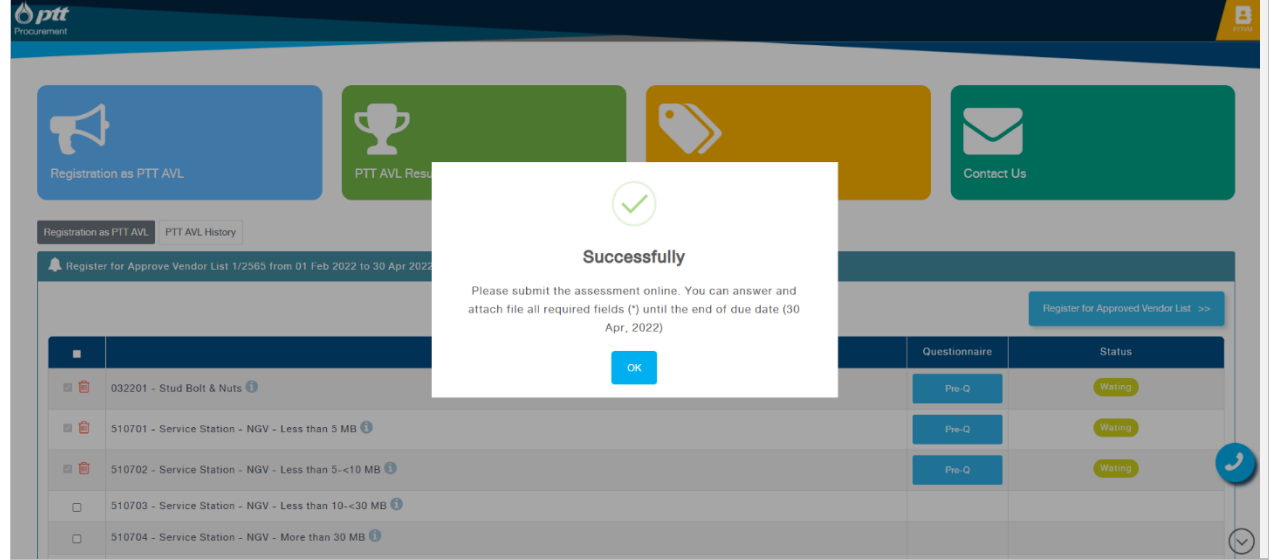 ptt
Procurement
Registration as PTT AVL
PTT AVL Resu
Contact Us
Registration as PTT AVL
PTT AVL History
Register for Approve Vendor List 1/2565 from 01 Feb 2022 to 30 Apr 2022
Successfully
Please submit the assessment online. You can answer and
attach file all required fields (*) until the end of due date (30
Apr, 2022)
OK
Register for Approved Vendor List >>
Questionnaire
Status
032201 - Stud Bolt & Nuts
Pre-Q
Wating
510701 - Service Station - NGV - Less than 5 MB
Pre-Q
Wating
510702 - Service Station - NGV - Less than 5-<10 MB
Pre-Q
Wating
510703 - Service Station - NGV - Less than 10-<30 MB
510704 - Service Station - NGV - More than 30 MB